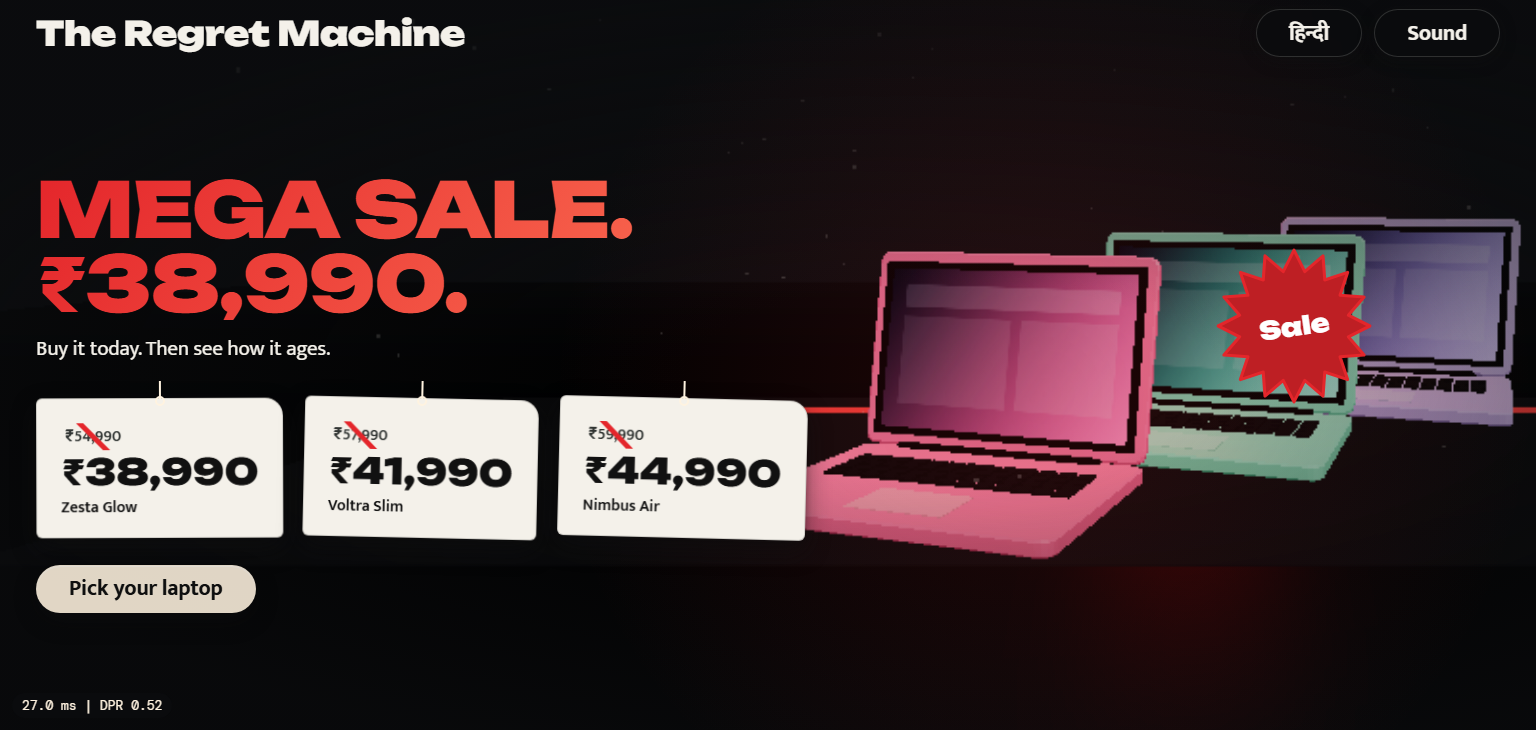 The Regret Machine
हिन्दी
Sound
MEGA SALE.
₹38,990.
Buy it today. Then see how it ages.
Sale
₹54,990
₹38,990
Zesta Glow
₹57,990
₹41,990
Voltra Slim
₹59,990
₹44,990
Nimbus Air
Pick your laptop
27.0 ms | DPR 0.52